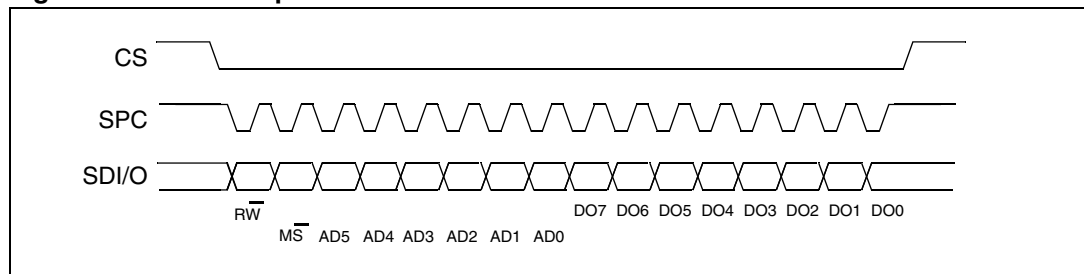 CS
SPC
SDI/O
RW̅
DO7 DO6 DO5 DO4 DO3 DO2 DO1 DO0
MS̅ AD5 AD4 AD3 AD2 AD1 AD0